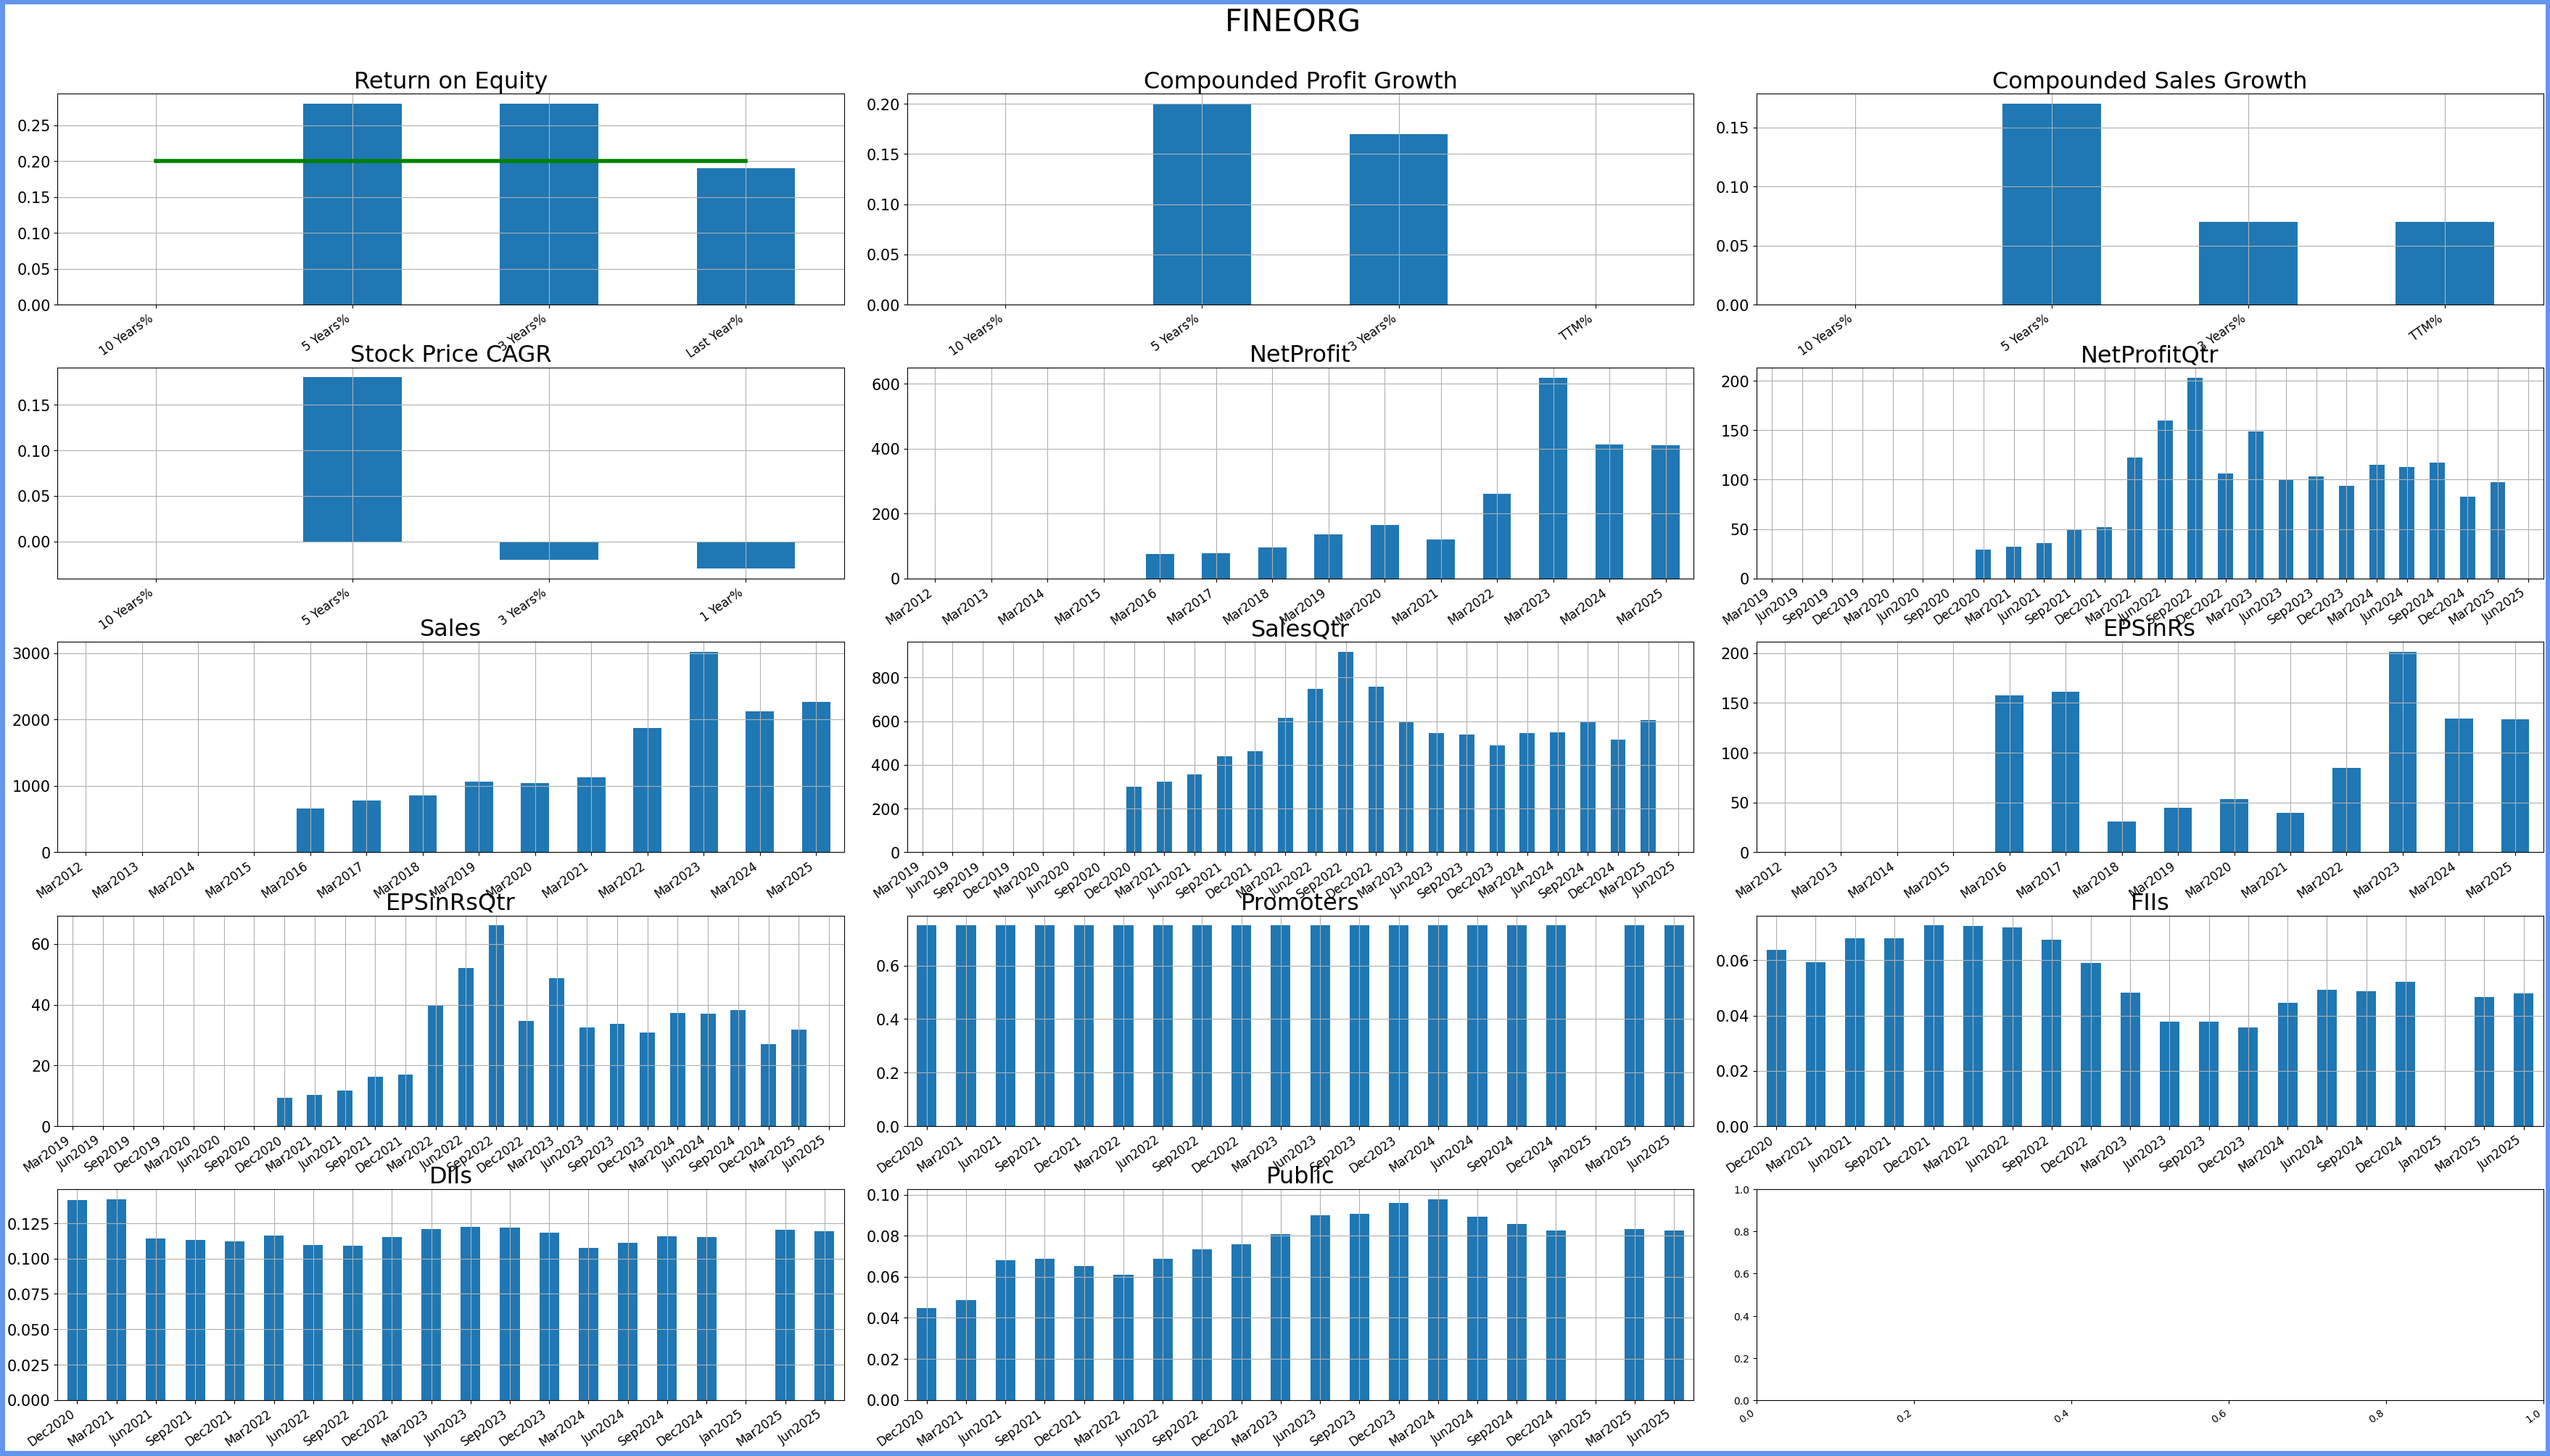 FINEORG
Return on Equity
0.25
0.20
0.15
0.10
0.05
0.00
10 Years% 5 Years% 3 Years% Last Year%
Compounded Profit Growth
0.20
0.15
0.10
0.05
0.00
10 Years% 5 Years% 3 Years% TTM%
Compounded Sales Growth
0.15
0.10
0.05
0.00
10 Years% 5 Years% 3 Years% TTM%
Stock Price CAGR
0.15
0.10
0.05
0.00
10 Years% 5 Years% 3 Years% 1 Year%
NetProfit
600
400
200
0
Mar2012 Mar2013 Mar2014 Mar2015 Mar2016 Mar2017 Mar2018 Mar2019 Mar2020 Mar2021 Mar2022 Mar2023 Mar2024 Mar2025
NetProfitQtr
200
150
100
50
0
Mar2019 Jun2019 Sep2019 Dec2019 Mar2020 Jun2020 Sep2020 Dec2020 Mar2021 Jun2021 Sep2021 Dec2021 Mar2022 Jun2022 Sep2022 Dec2022 Mar2023 Jun2023 Sep2023 Dec2023 Mar2024 Jun2024 Sep2024 Dec2024 Mar2025 Jun2025
Sales
3000
2000
1000
0
Mar2012 Mar2013 Mar2014 Mar2015 Mar2016 Mar2017 Mar2018 Mar2019 Mar2020 Mar2021 Mar2022 Mar2023 Mar2024 Mar2025
SalesQtr
800
600
400
200
0
Mar2019 Jun2019 Sep2019 Dec2019 Mar2020 Jun2020 Sep2020 Dec2020 Mar2021 Jun2021 Sep2021 Dec2021 Mar2022 Jun2022 Sep2022 Dec2022 Mar2023 Jun2023 Sep2023 Dec2023 Mar2024 Jun2024 Sep2024 Dec2024 Mar2025 Jun2025
EPSinRs
200
150
100
50
0
Mar2012 Mar2013 Mar2014 Mar2015 Mar2016 Mar2017 Mar2018 Mar2019 Mar2020 Mar2021 Mar2022 Mar2023 Mar2024 Mar2025
EPSinRsQtr
60
40
20
0
Mar2019 Jun2019 Sep2019 Dec2019 Mar2020 Jun2020 Sep2020 Dec2020 Mar2021 Jun2021 Sep2021 Dec2021 Mar2022 Jun2022 Sep2022 Dec2022 Mar2023 Jun2023 Sep2023 Dec2023 Mar2024 Jun2024 Sep2024 Dec2024 Mar2025 Jun2025
Promoters
0.6
0.4
0.2
0.0
Dec2020 Mar2021 Jun2021 Sep2021 Dec2021 Mar2022 Jun2022 Sep2022 Dec2022 Mar2023 Jun2023 Sep2023 Dec2023 Mar2024 Jun2024 Sep2024 Dec2024 Jan2025 Mar2025 Jun2025
FIIs
0.06
0.04
0.02
0.00
Dec2020 Mar2021 Jun2021 Sep2021 Dec2021 Mar2022 Jun2022 Sep2022 Dec2022 Mar2023 Jun2023 Sep2023 Dec2023 Mar2024 Jun2024 Sep2024 Dec2024 Jan2025 Mar2025 Jun2025
DIIs
0.125
0.100
0.075
0.050
0.025
0.000
Dec2020 Mar2021 Jun2021 Sep2021 Dec2021 Mar2022 Jun2022 Sep2022 Dec2022 Mar2023 Jun2023 Sep2023 Dec2023 Mar2024 Jun2024 Sep2024 Dec2024 Jan2025 Mar2025 Jun2025
Public
0.10
0.08
0.06
0.04
0.02
0.00
Dec2020 Mar2021 Jun2021 Sep2021 Dec2021 Mar2022 Jun2022 Sep2022 Dec2022 Mar2023 Jun2023 Sep2023 Dec2023 Mar2024 Jun2024 Sep2024 Dec2024 Jan2025 Mar2025 Jun2025
1.0
0.8
0.6
0.4
0.2
0.0
0.0 0.2 0.4 0.6 0.8 1.0